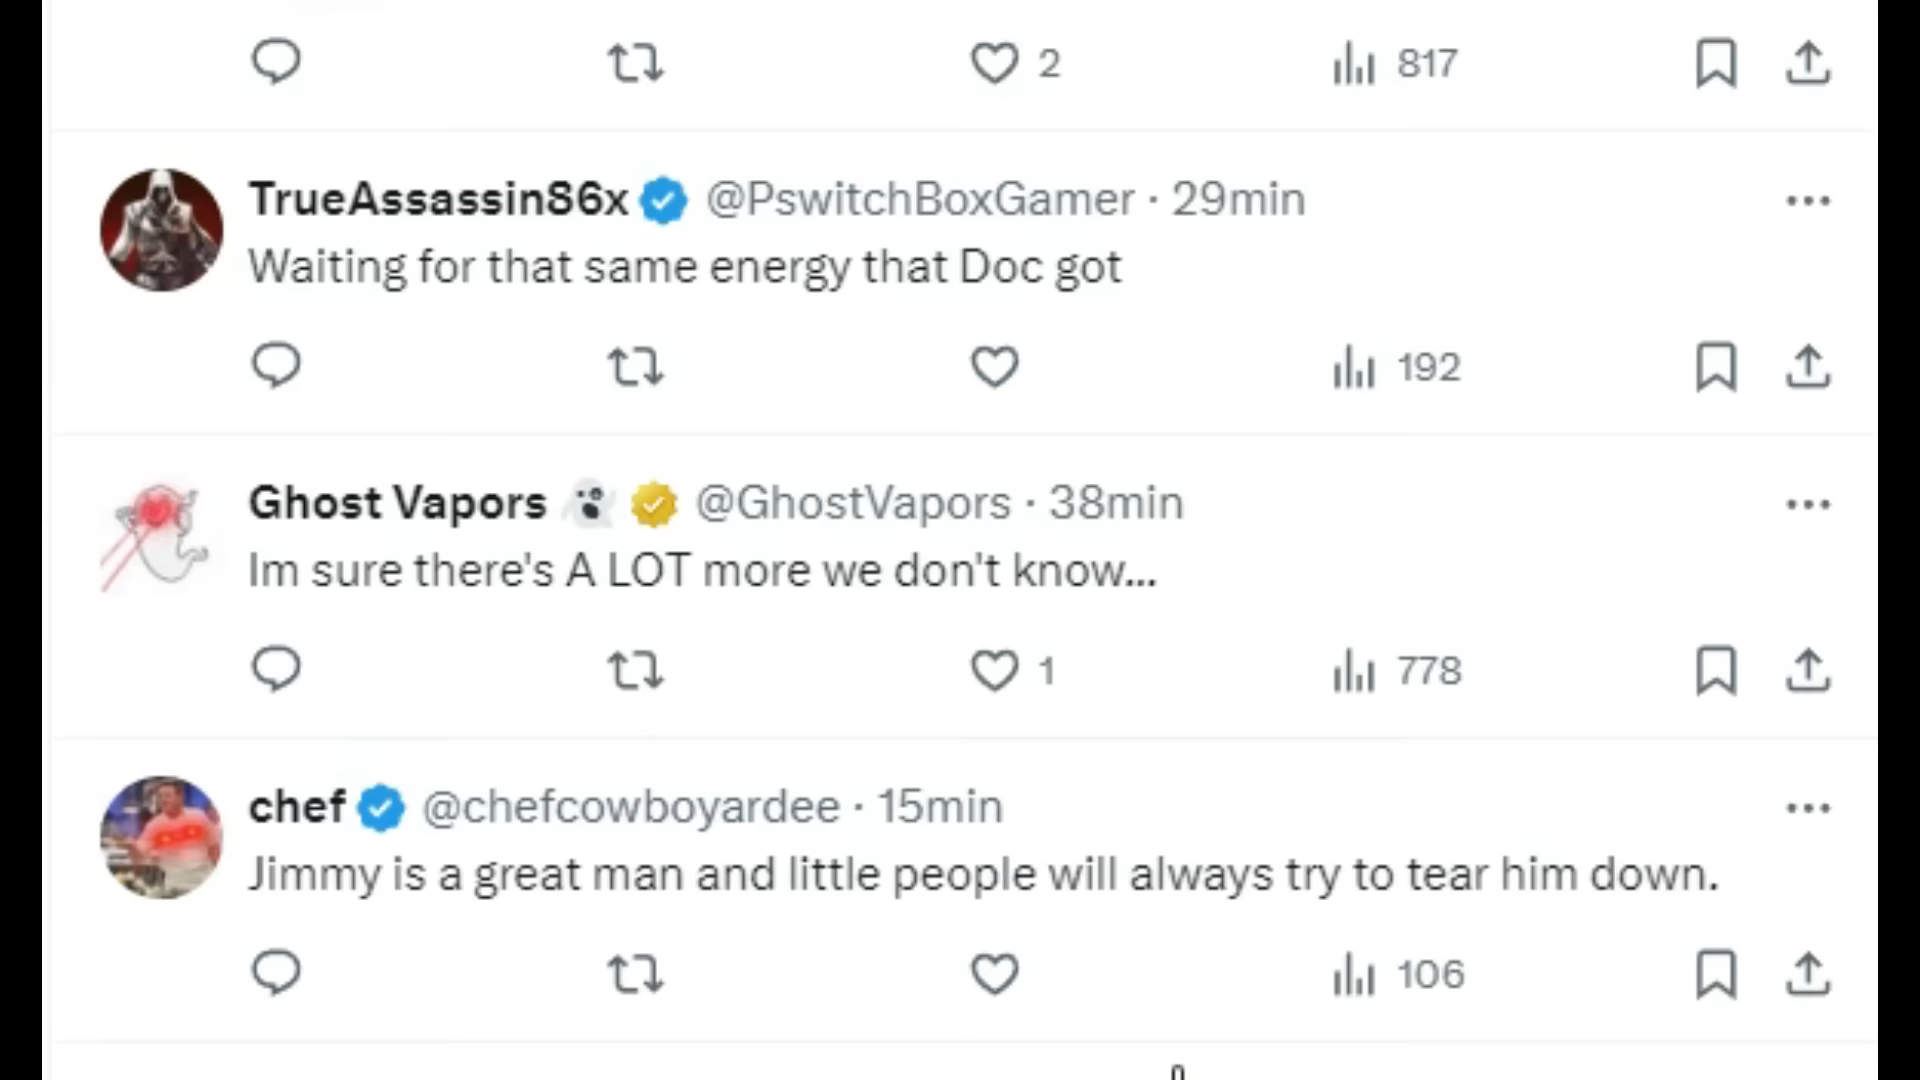 2 817
TrueAssassin86x @PswitchBoxGamer · 29min
Waiting for that same energy that Doc got
192
Ghost Vapors 👻 @GhostVapors · 38min
Im sure there's A LOT more we don't know...
1 778
chef @chefcowboyardee · 15min
Jimmy is a great man and little people will always try to tear him down.
106